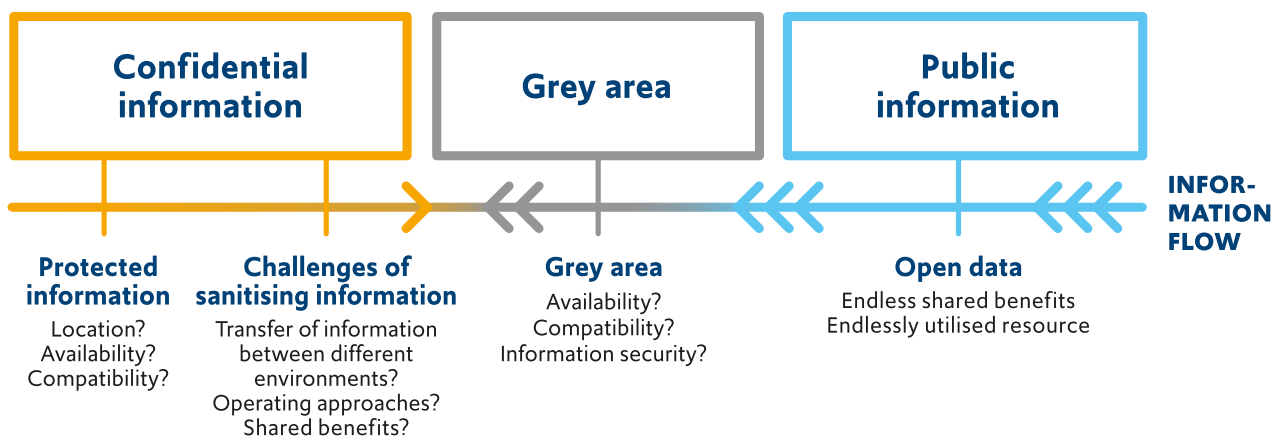 Confidential
information
Grey area
Public
information
INFOR-
MATION
FLOW
Protected
information
Location?
Availability?
Compatibility?
Challenges of
sanitising information
Transfer of information
between different
environments?
Operating approaches?
Shared benefits?
Grey area
Availability?
Compatibility?
Information security?
Open data
Endless shared benefits
Endlessly utilised resource